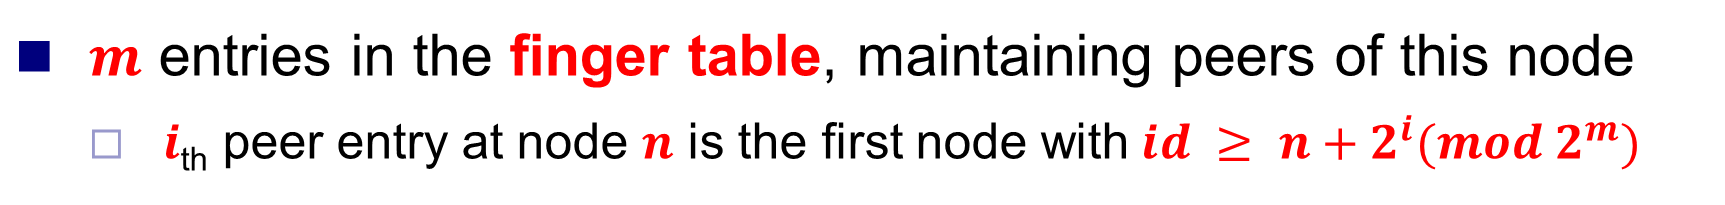 m entries in the finger table, maintaining peers of this node
i_th peer entry at node n is the first node with id ≥ n + 2^i(mod 2^m)